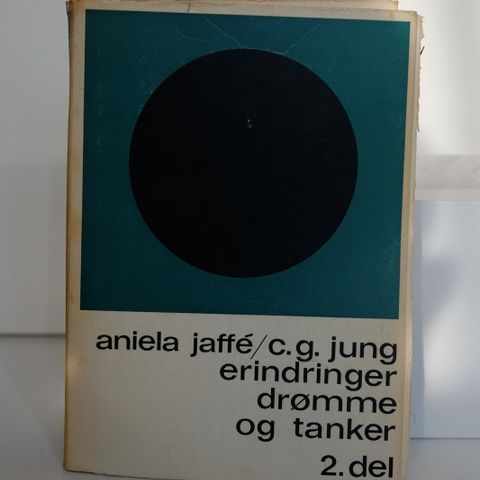 aniela jaffé/c.g. jung
erindringer
drømme
og tanker
2.del